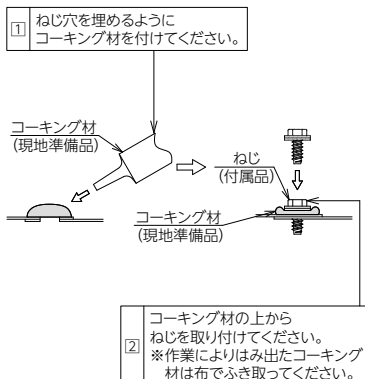 1 ねじ穴を埋めるように
コーキング材を付けてください。
コーキング材
(現地準備品)
ねじ
(付属品)
コーキング材
(現地準備品)
2 コーキング材の上から
ねじを取り付けてください。
※作業によりはみ出たコーキング
材は布でふき取ってください。